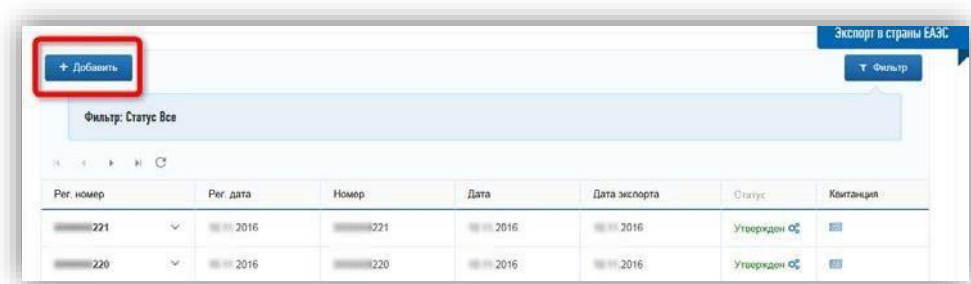 Экспорт в страны ЕАЭС
+ Добавить
Фильтр
Фильтр: Статус Все
Рег. номер Рег. дата Номер Дата Дата экспорта Статус Квитанция
221 2016 221 2016 2016 Утвержден
220 2016 220 2016 2016 Утвержден